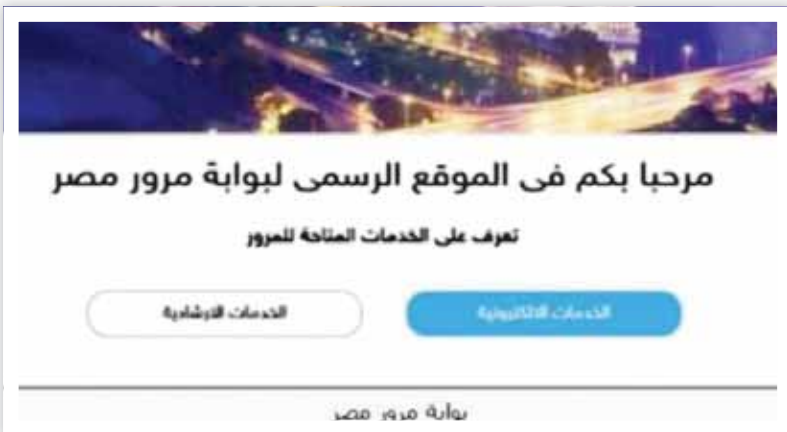 مرحبا بكم فى الموقع الرسمى لبوابة مرور مصر
تعرف على الخدمات المتاحة للمرور
الخدمات الالكترونية
الخدمات الارشادية
بوابة مرور مصر